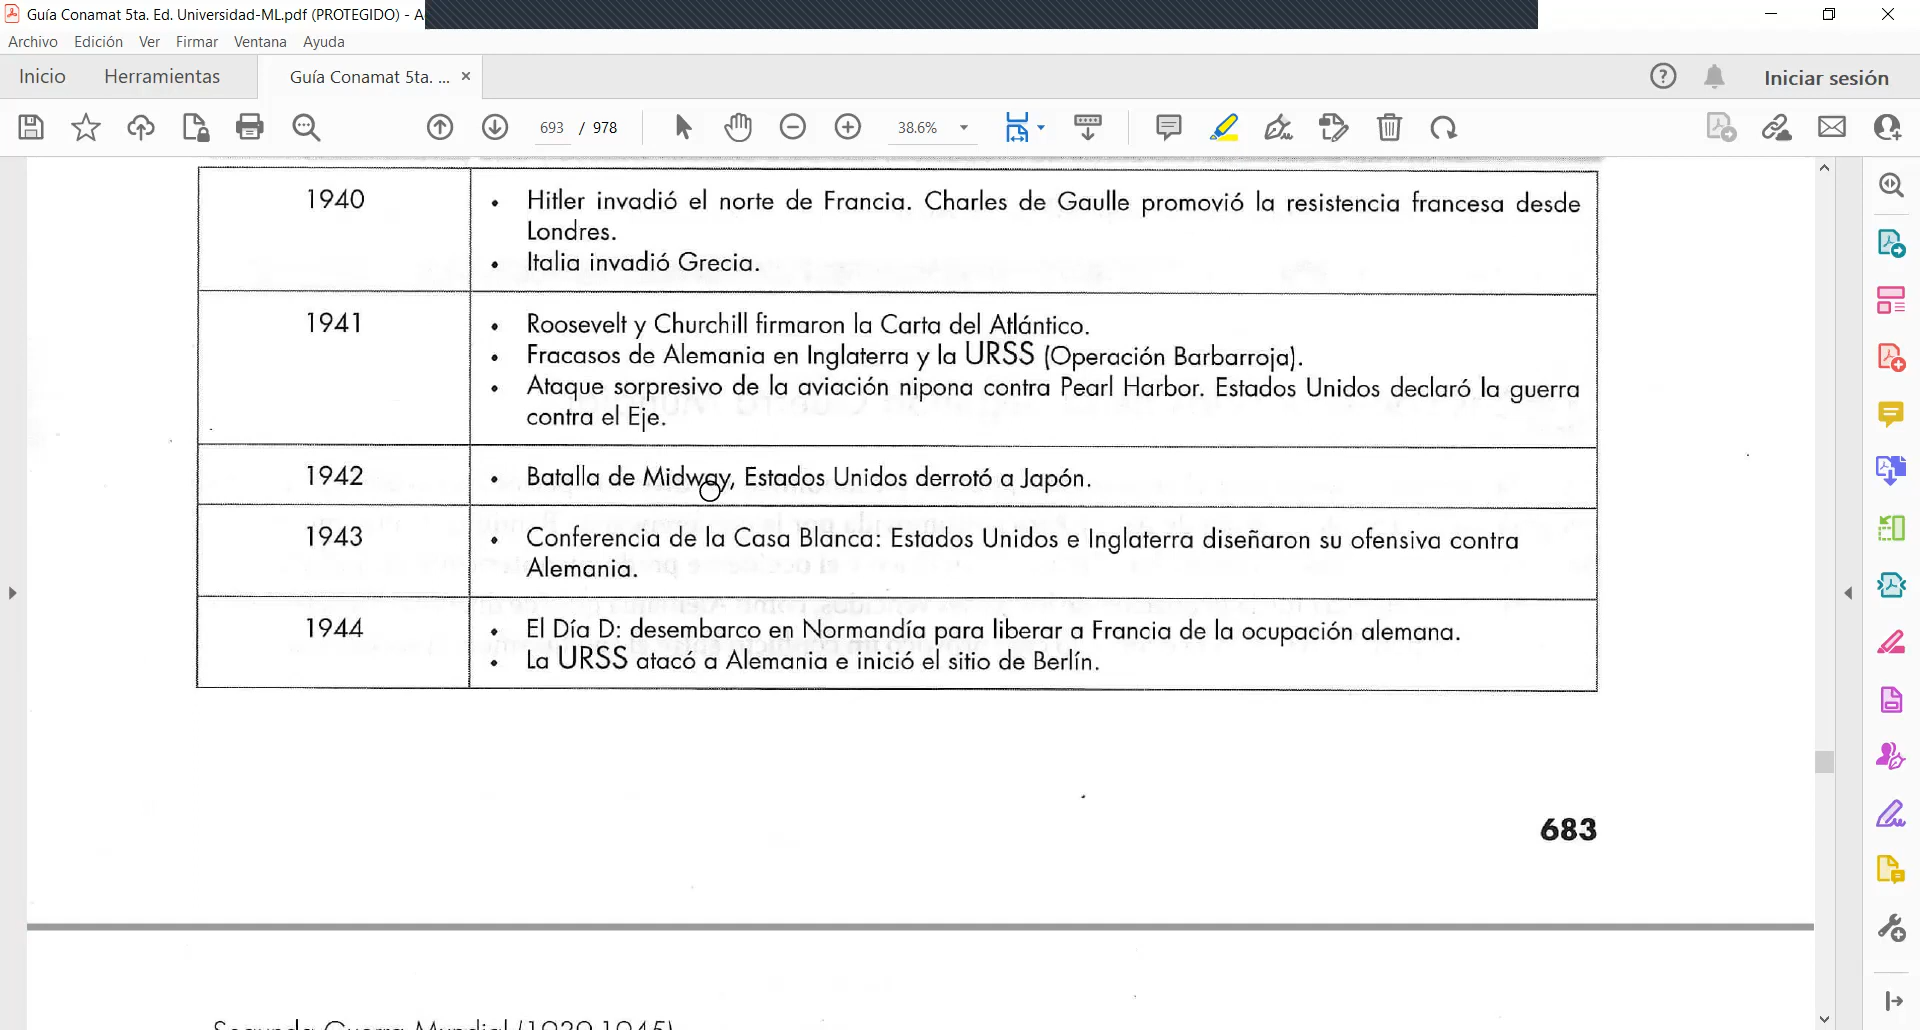 Guía Conamat 5ta. Ed. Universidad-ML.pdf (PROTEGIDO) - A
Archivo Edición Ver Firmar Ventana Ayuda
Inicio Herramientas Guía Conamat 5ta. ... × Iniciar sesión
693 / 978 38.6%
1940
• Hitler invadió el norte de Francia. Charles de Gaulle promovió la resistencia francesa desde
Londres.
• Italia invadió Grecia.
1941
• Roosevelt y Churchill firmaron la Carta del Atlántico.
• Fracasos de Alemania en Inglaterra y la URSS (Operación Barbarroja).
• Ataque sorpresivo de la aviación nipona contra Pearl Harbor. Estados Unidos declaró la guerra
contra el Eje.
1942
• Batalla de Midway, Estados Unidos derrotó a Japón.
1943
• Conferencia de la Casa Blanca: Estados Unidos e Inglaterra diseñaron su ofensiva contra
Alemania.
1944
• El Día D: desembarco en Normandía para liberar a Francia de la ocupación alemana.
• La URSS atacó a Alemania e inició el sitio de Berlín.
683
Segunda Guerra Mundial (1939-1945)